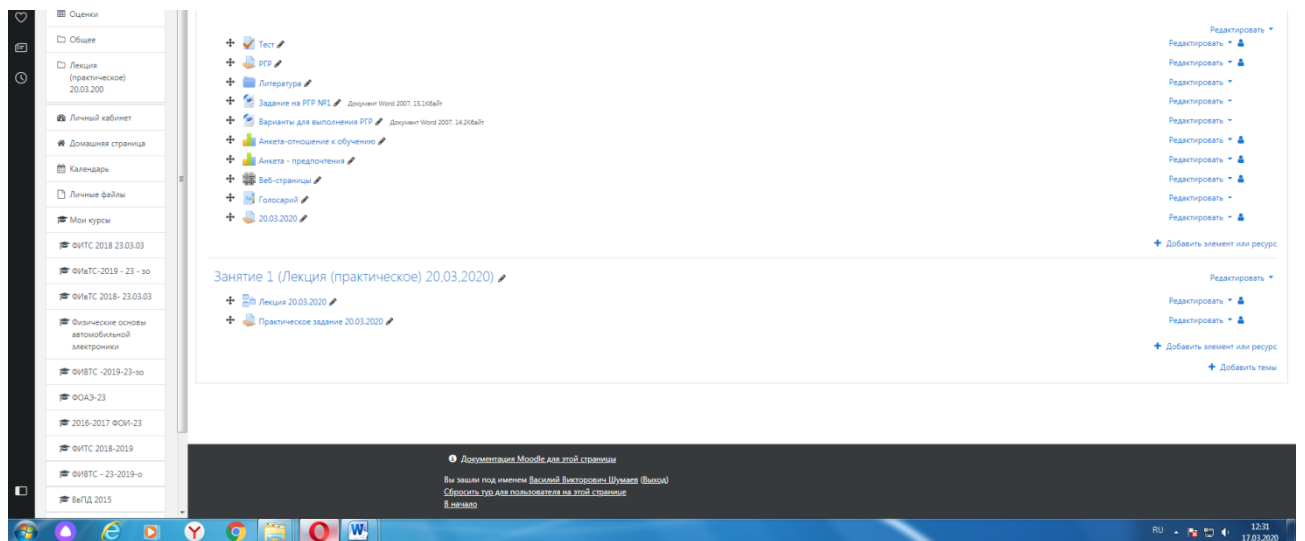 Оценки
Общее
Лекция
(практическое)
20.03.200
Личный кабинет
Домашняя страница
Календарь
Личные файлы
Мои курсы
ФИТС 2018 23.03.03
ФИвТС-2019 - 23 - зо
ФИвТС 2018- 23.03.03
Физические основы
автомобильной
электроники
ФИВТС -2019-23-зо
ФОАЭ-23
2016-2017 ФОИ-23
ФИТС 2018-2019
ФИВТС - 23-2019-о
ВвПД 2015
Редактировать
Тест Редактировать
РГР Редактировать
Литература Редактировать
Задание на РГР №1 Документ Word 2007, 15.1Кбайт Редактировать
Варианты для выполнения РГР Документ Word 2007, 14.2Кбайт Редактировать
Анкета-отношение к обучению Редактировать
Анкета - предпочтения Редактировать
Веб-страницы Редактировать
Голосарий Редактировать
20.03.2020 Редактировать
Добавить элемент или ресурс
Занятие 1 (Лекция (практическое) 20.03.2020) Редактировать
Лекция 20.03.2020 Редактировать
Практическое задание 20.03.2020 Редактировать
Добавить элемент или ресурс
Добавить темы
Документация Moodle для этой страницы
Вы зашли под именем Василий Викторович Шумаев (Выход)
Сбросить тур для пользователя на этой странице
В начало
RU 12:31
17.03.2020